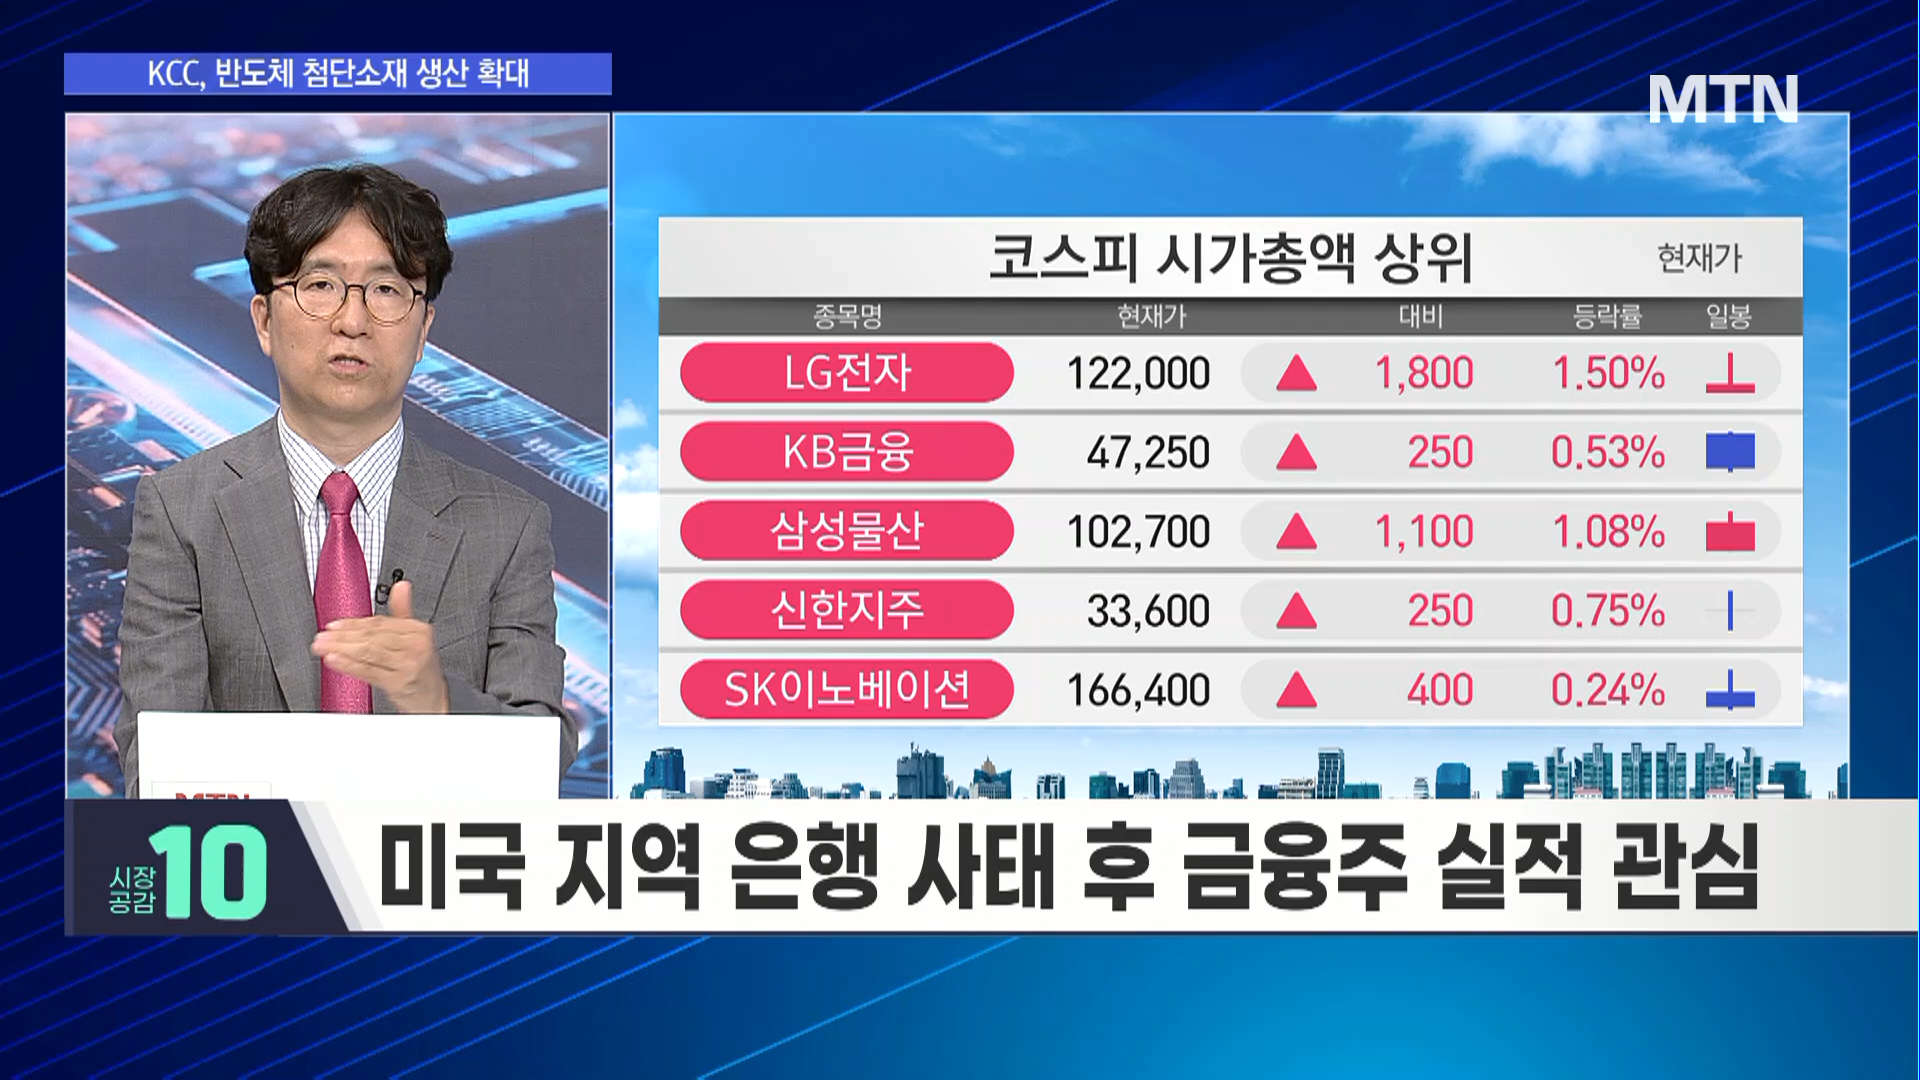 KCC, 반도체 첨단소재 생산 확대
MTN
코스피 시가총액 상위 현재가
종목명 현재가 대비 등락률 일봉
LG전자 122,000 ▲ 1,800 1.50%
KB금융 47,250 ▲ 250 0.53%
삼성물산 102,700 ▲ 1,100 1.08%
신한지주 33,600 ▲ 250 0.75%
SK이노베이션 166,400 ▲ 400 0.24%
MTN
시장
공감
10
미국 지역 은행 사태 후 금융주 실적 관심